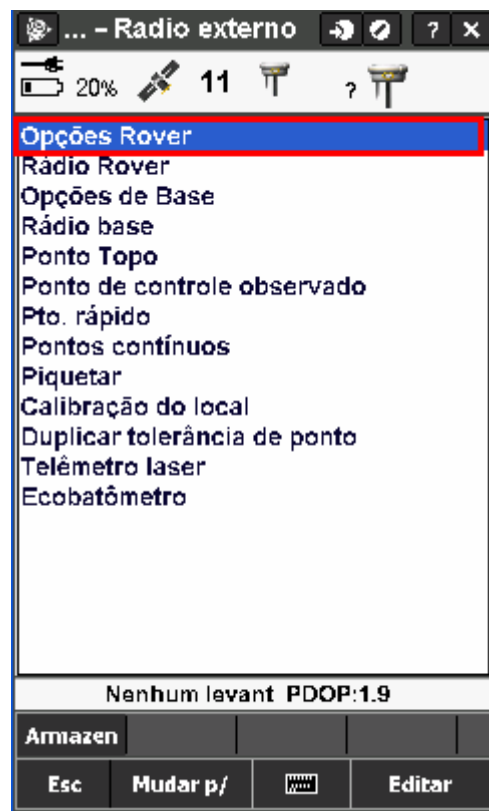 ... – Radio externo ? ×
20% 11 ?
Opções Rover
Rádio Rover
Opções de Base
Rádio base
Ponto Topo
Ponto de controle observado
Pto. rápido
Pontos contínuos
Piquetar
Calibração do local
Duplicar tolerância de ponto
Telêmetro laser
Ecobatômetro
Nenhum levant PDOP:1.9
Armazen
Esc Mudar p/ Editar